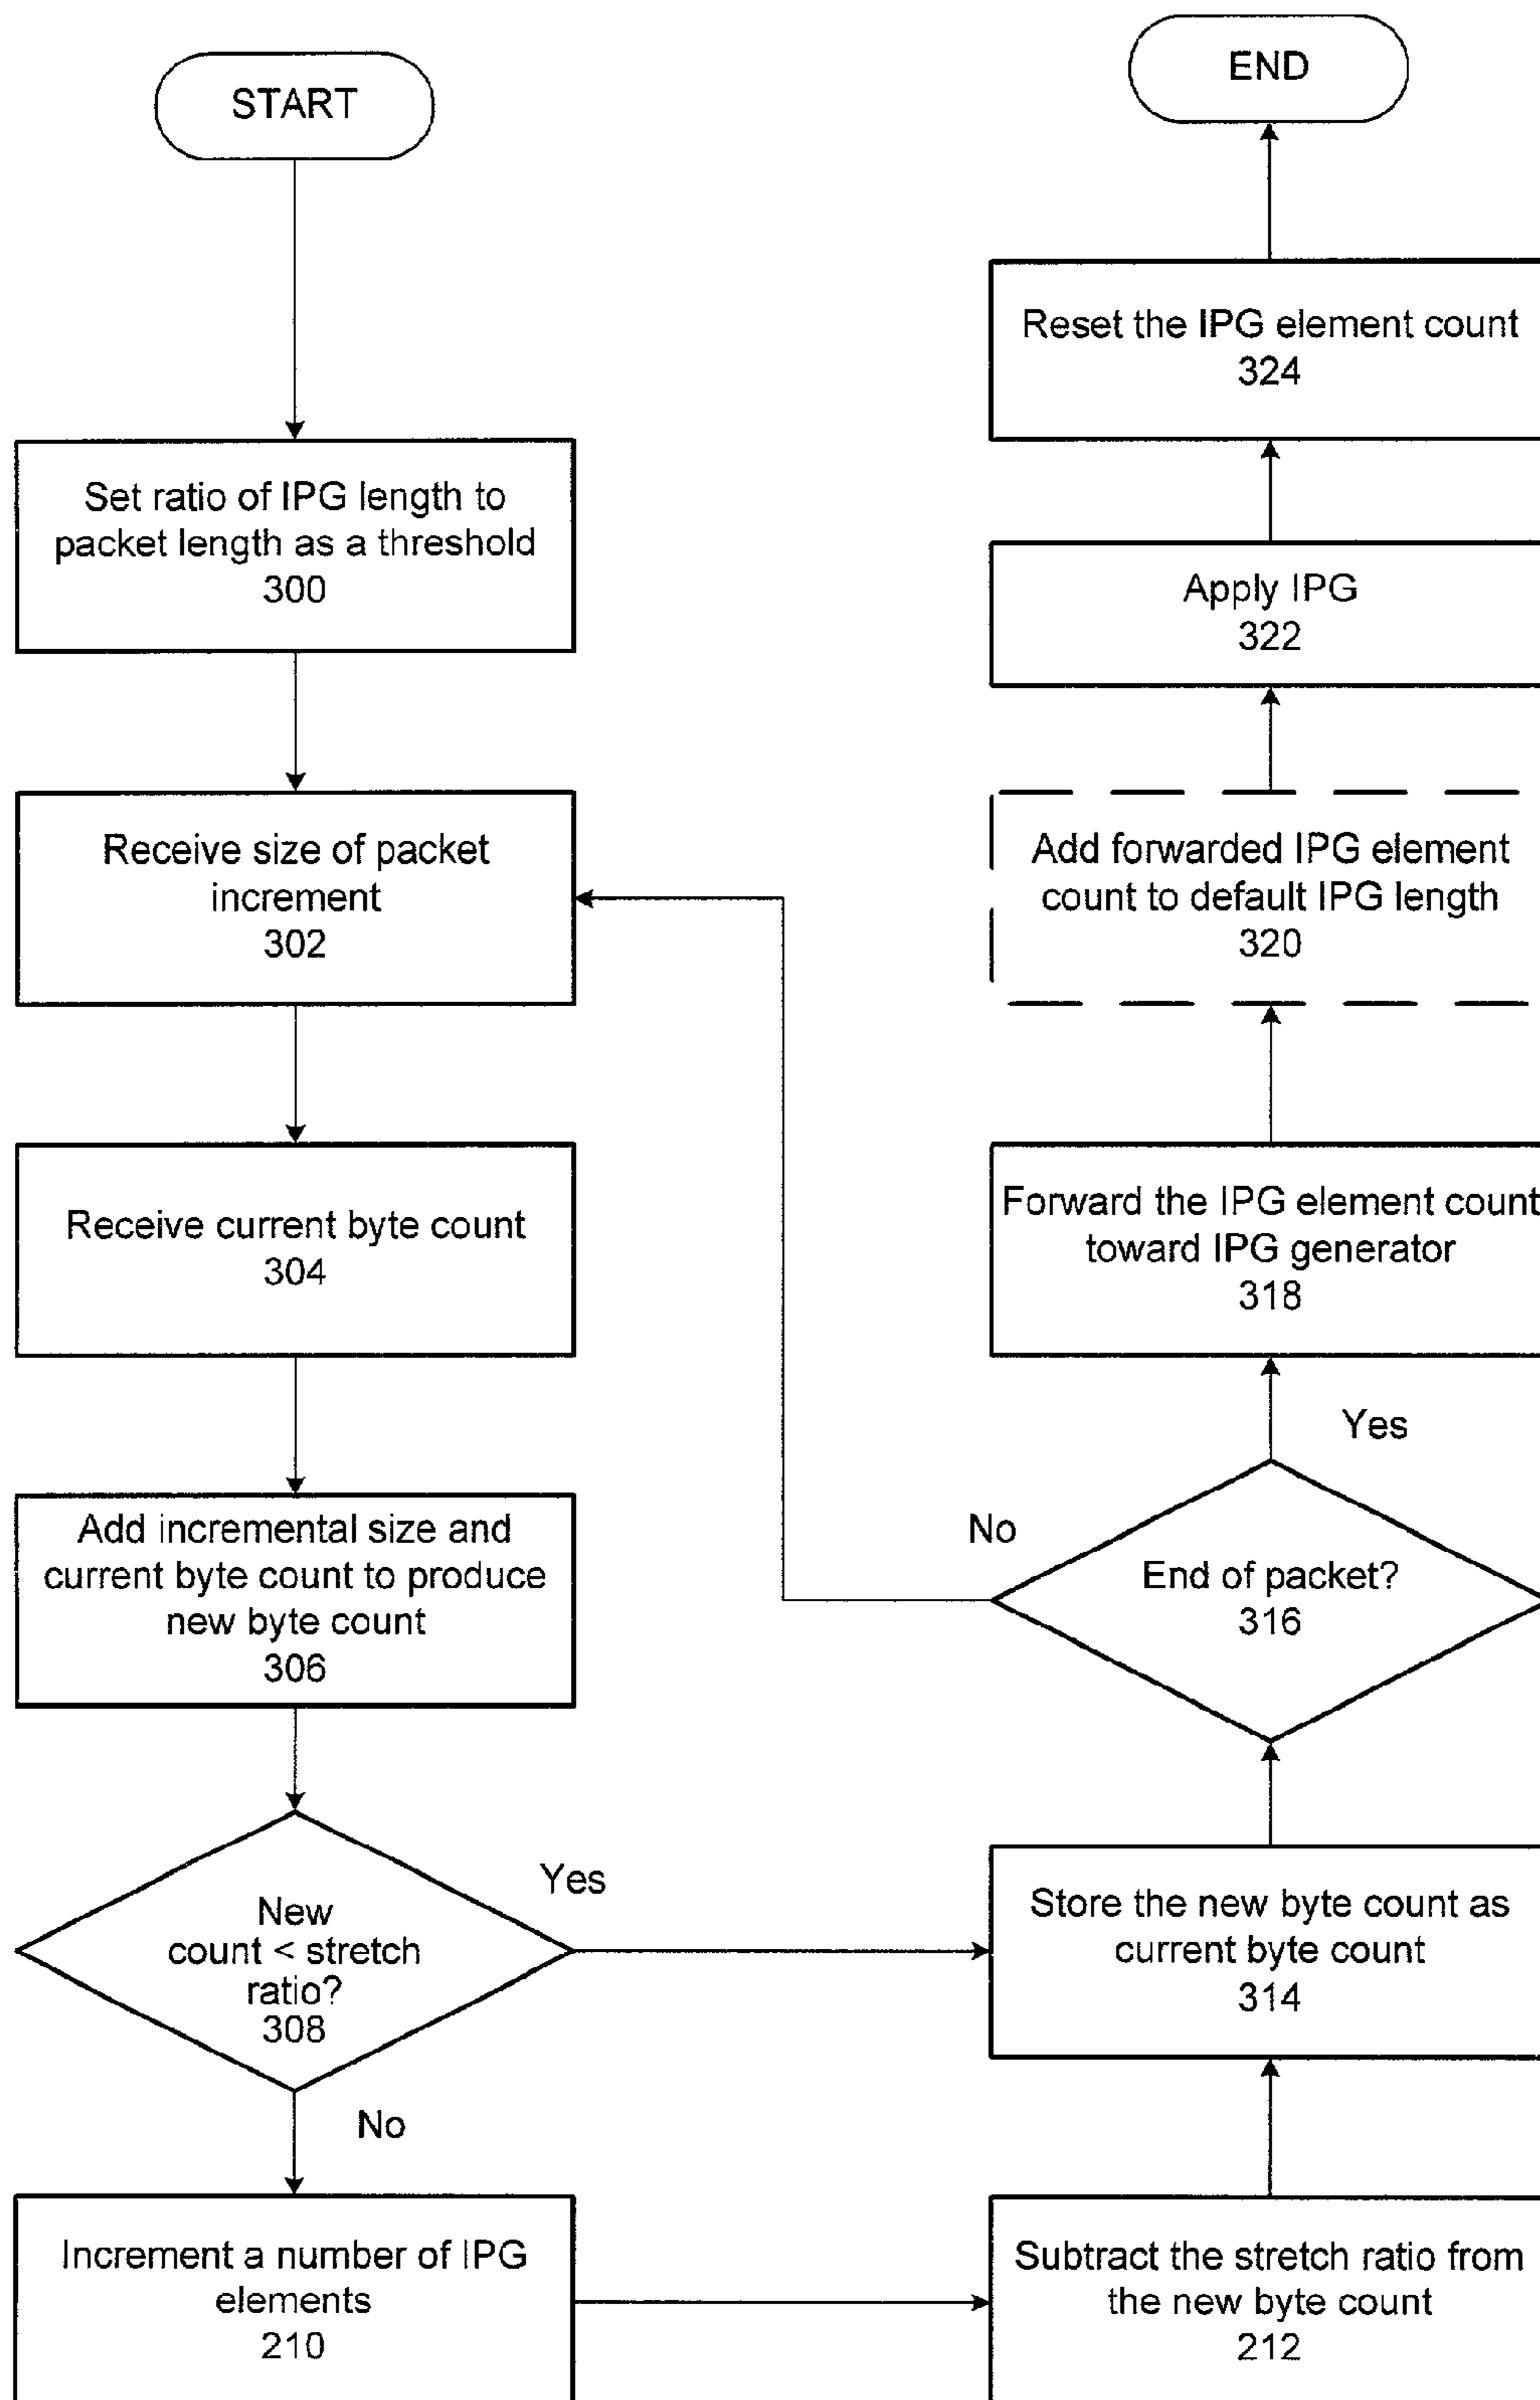 START
Set ratio of IPG length to
packet length as a threshold
300
Receive size of packet
increment
302
Receive current byte count
304
Add incremental size and
current byte count to produce
new byte count
306
New
count < stretch
ratio?
308
Yes
No
Increment a number of IPG
elements
210
Subtract the stretch ratio from
the new byte count
212
Store the new byte count as
current byte count
314
End of packet?
316
No
Yes
Forward the IPG element count
toward IPG generator
318
Add forwarded IPG element
count to default IPG length
320
Apply IPG
322
Reset the IPG element count
324
END